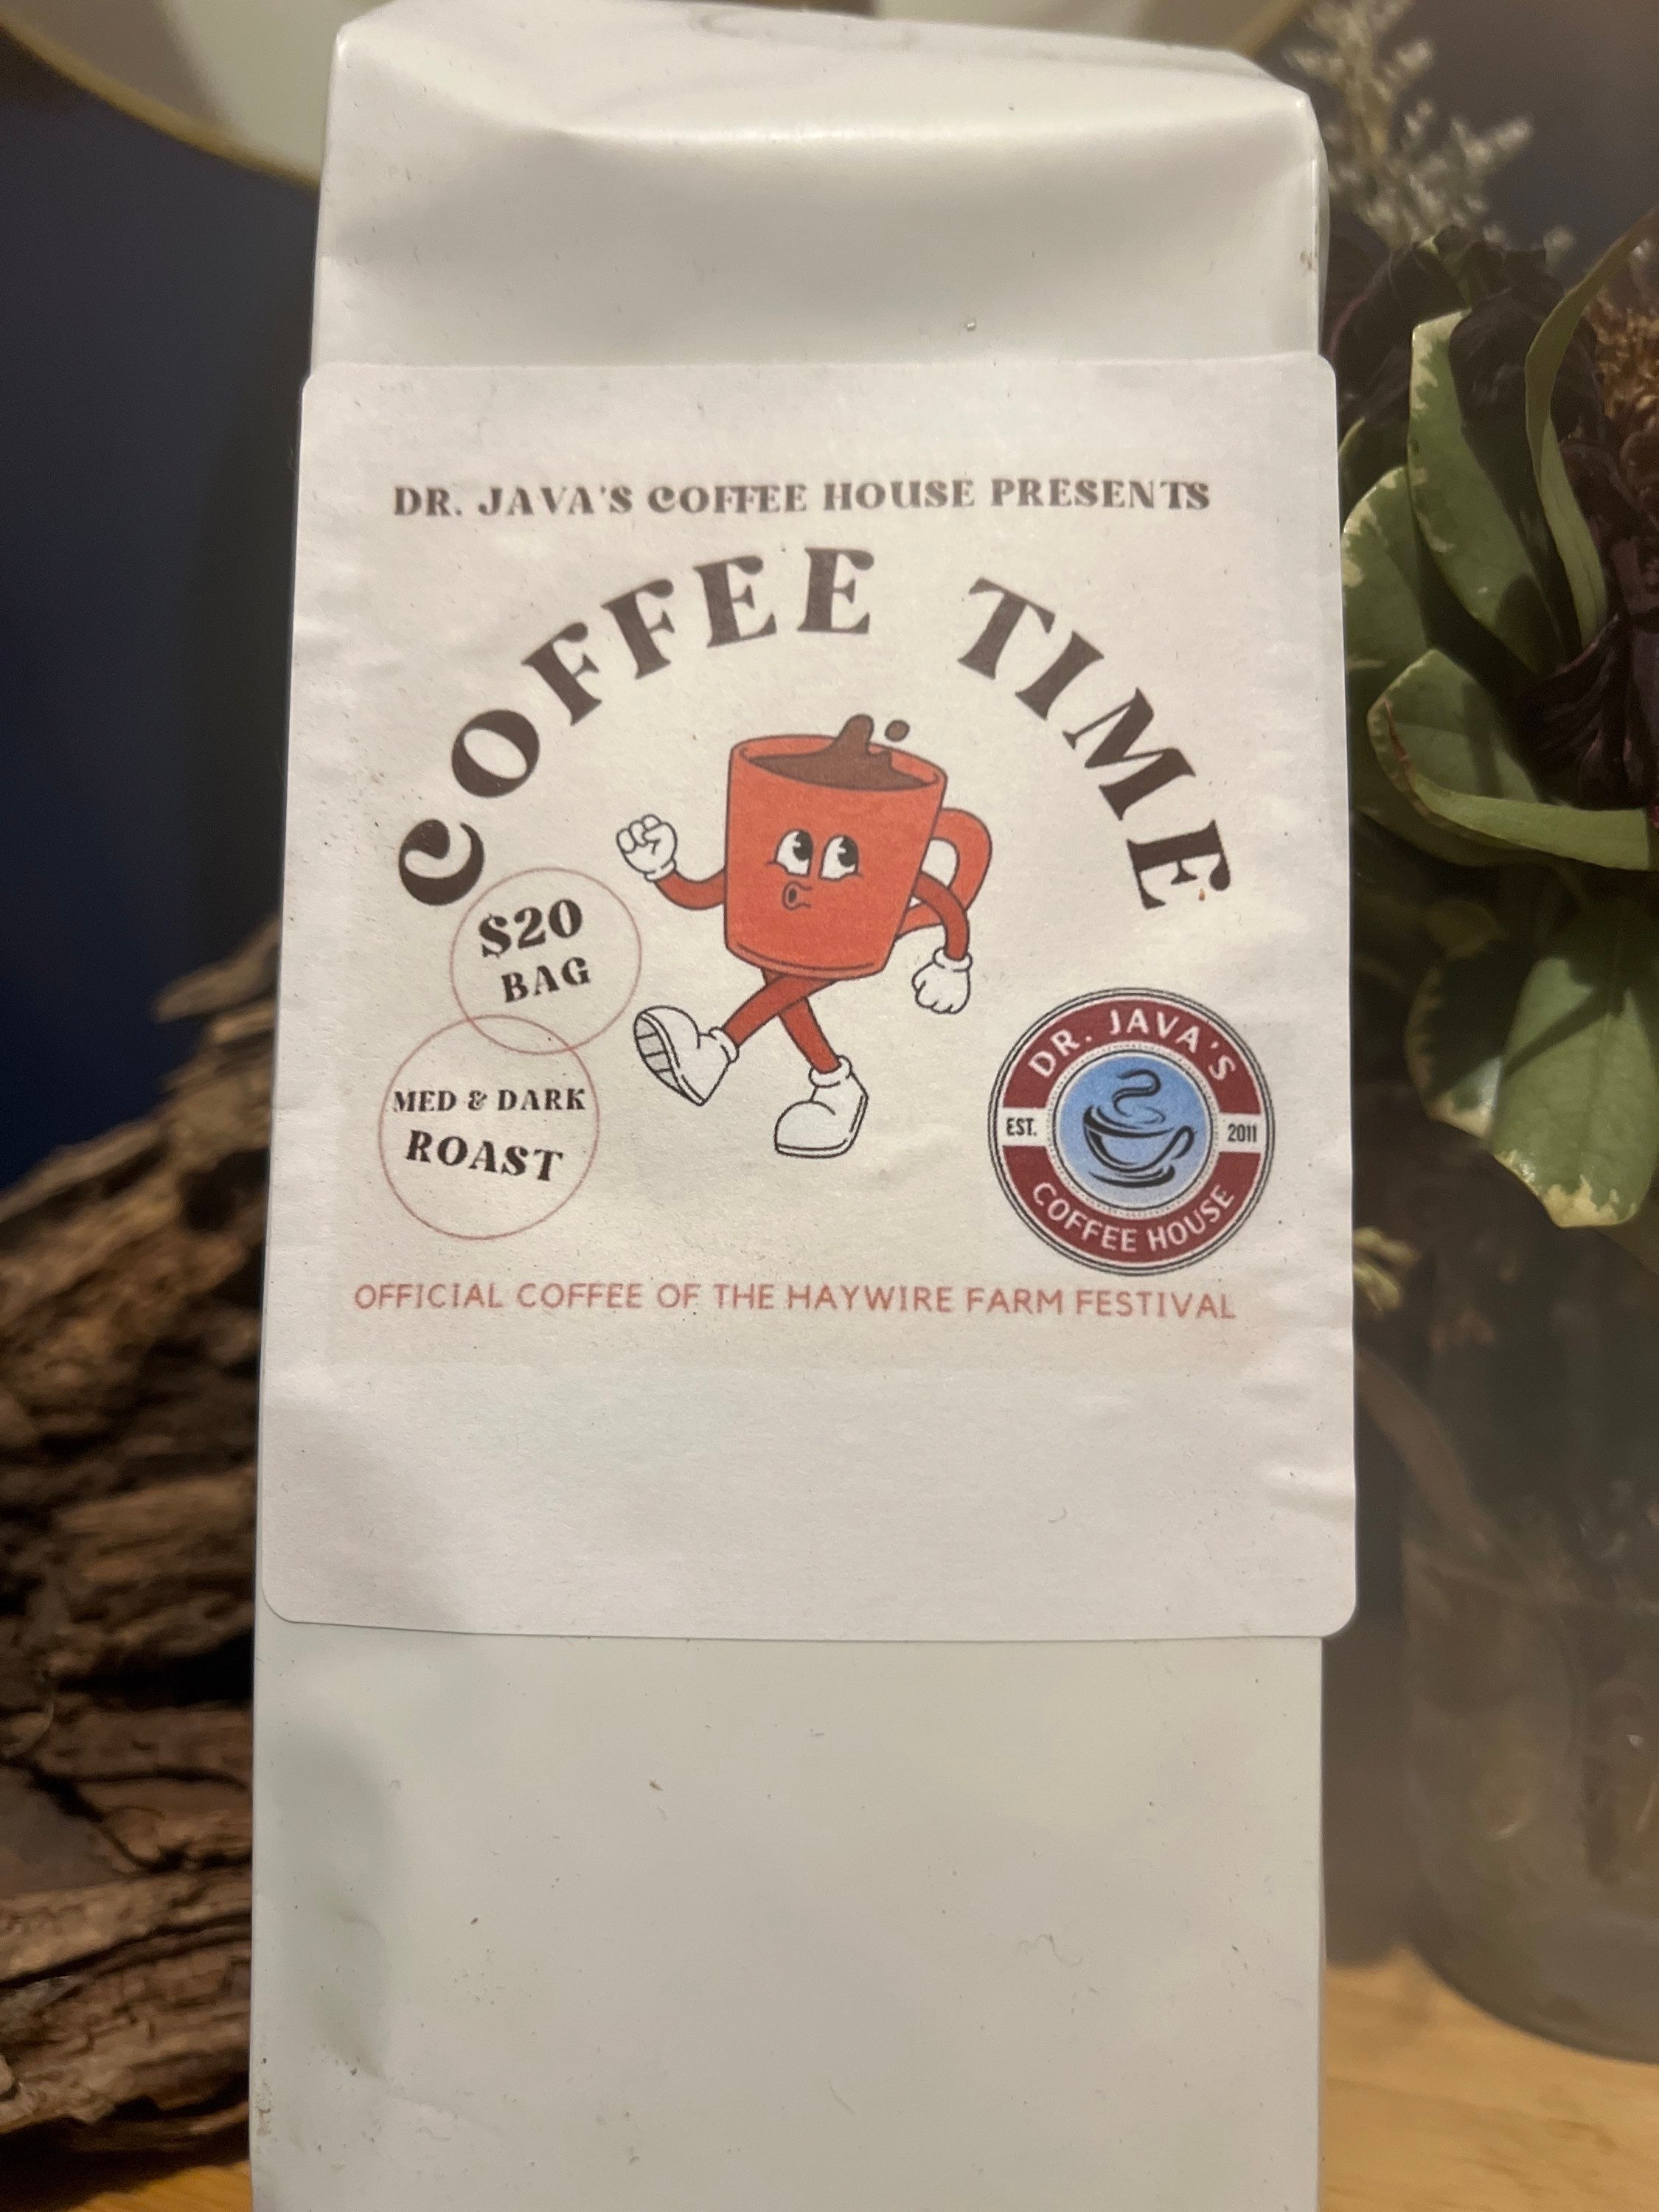 DR. JAVA'S COFFEE HOUSE PRESENTS
COFFEE TIME
$20
BAG
MED & DARK
ROAST
DR. JAVA'S
EST. 2011
COFFEE HOUSE
OFFICIAL COFFEE OF THE HAYWIRE FARM FESTIVAL